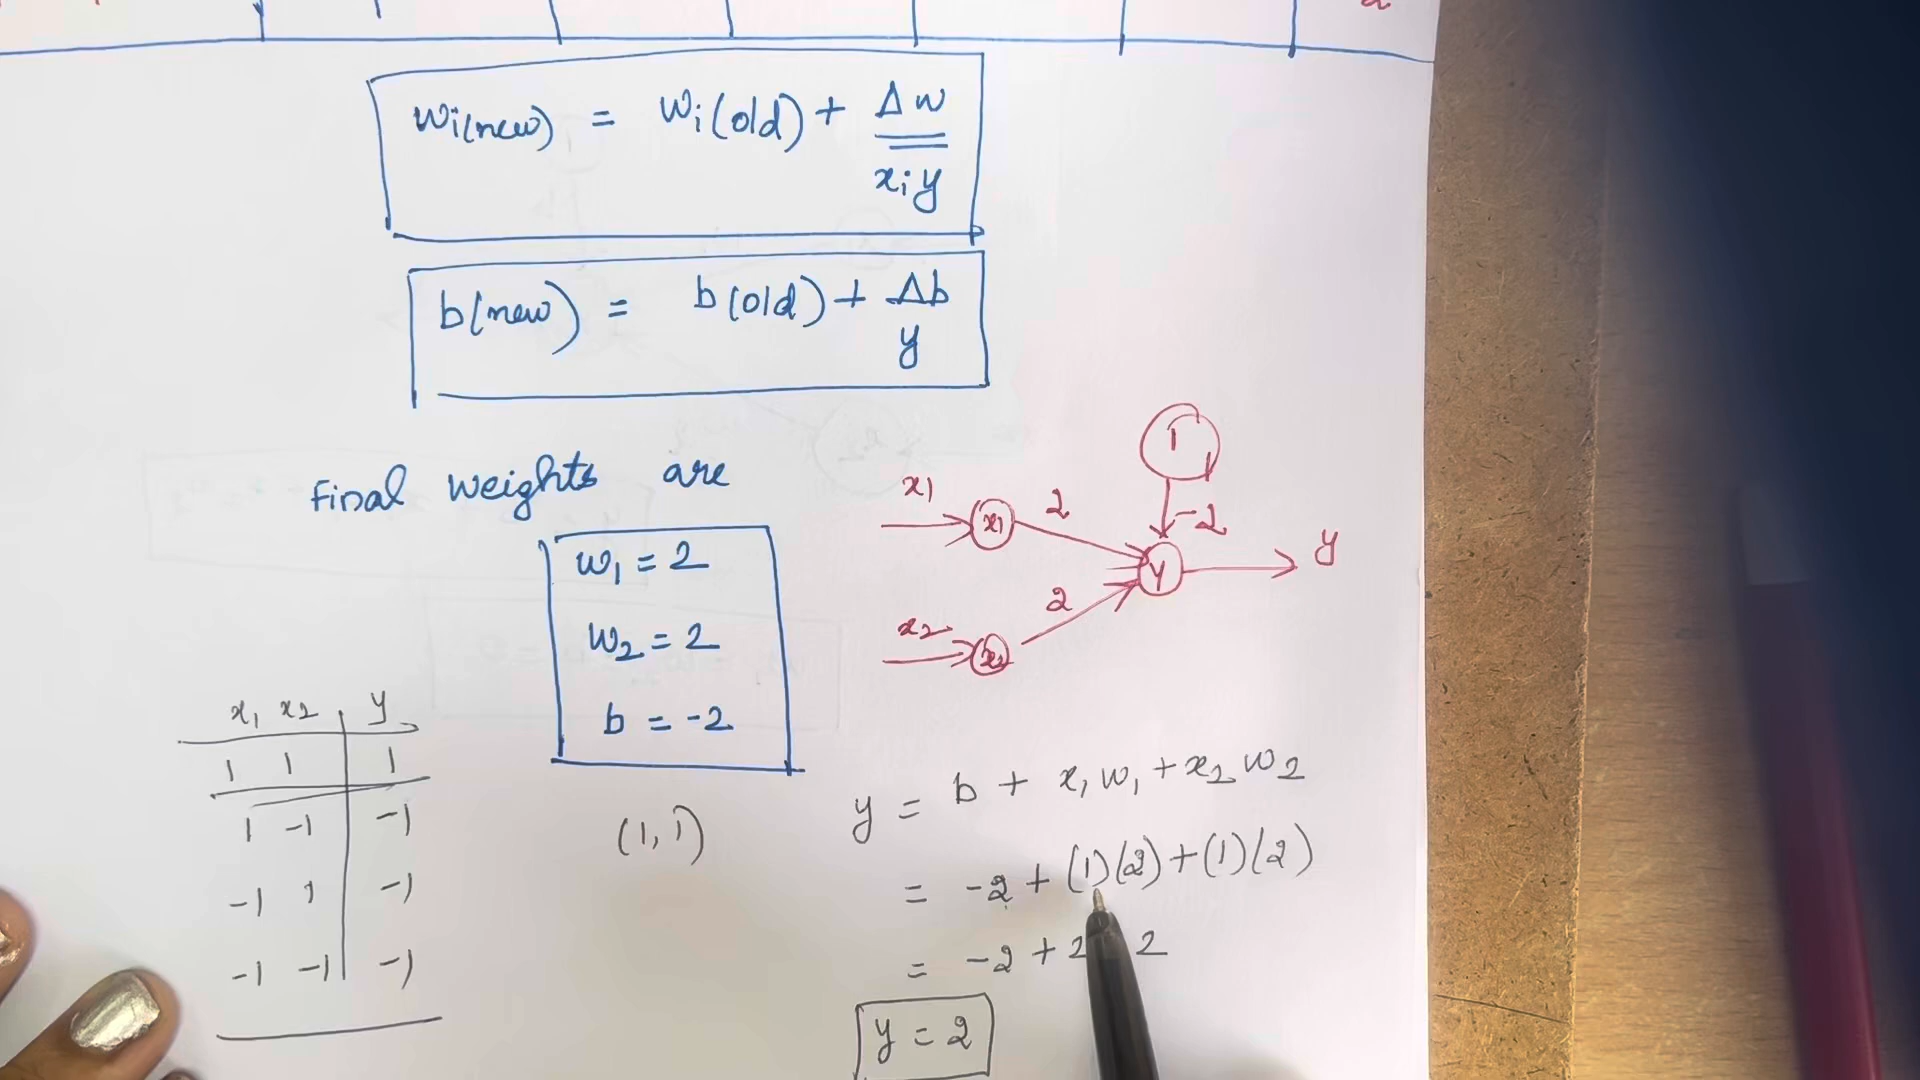 wi(new) = wi(old) + Δw
xiy
b(new) = b(old) + Δb
y
Final weights are
w1 = 2
w2 = 2
b = -2
1
x1 x1 2 -2
y y
x2 x2 2
x1 x2 y
1 1 1
1 -1 -1
-1 1 -1
-1 -1 -1
(1,1)
y = b + x1w1 + x2w2
= -2 + (1)(2) + (1)(2)
= -2 + 2 2
y = 2